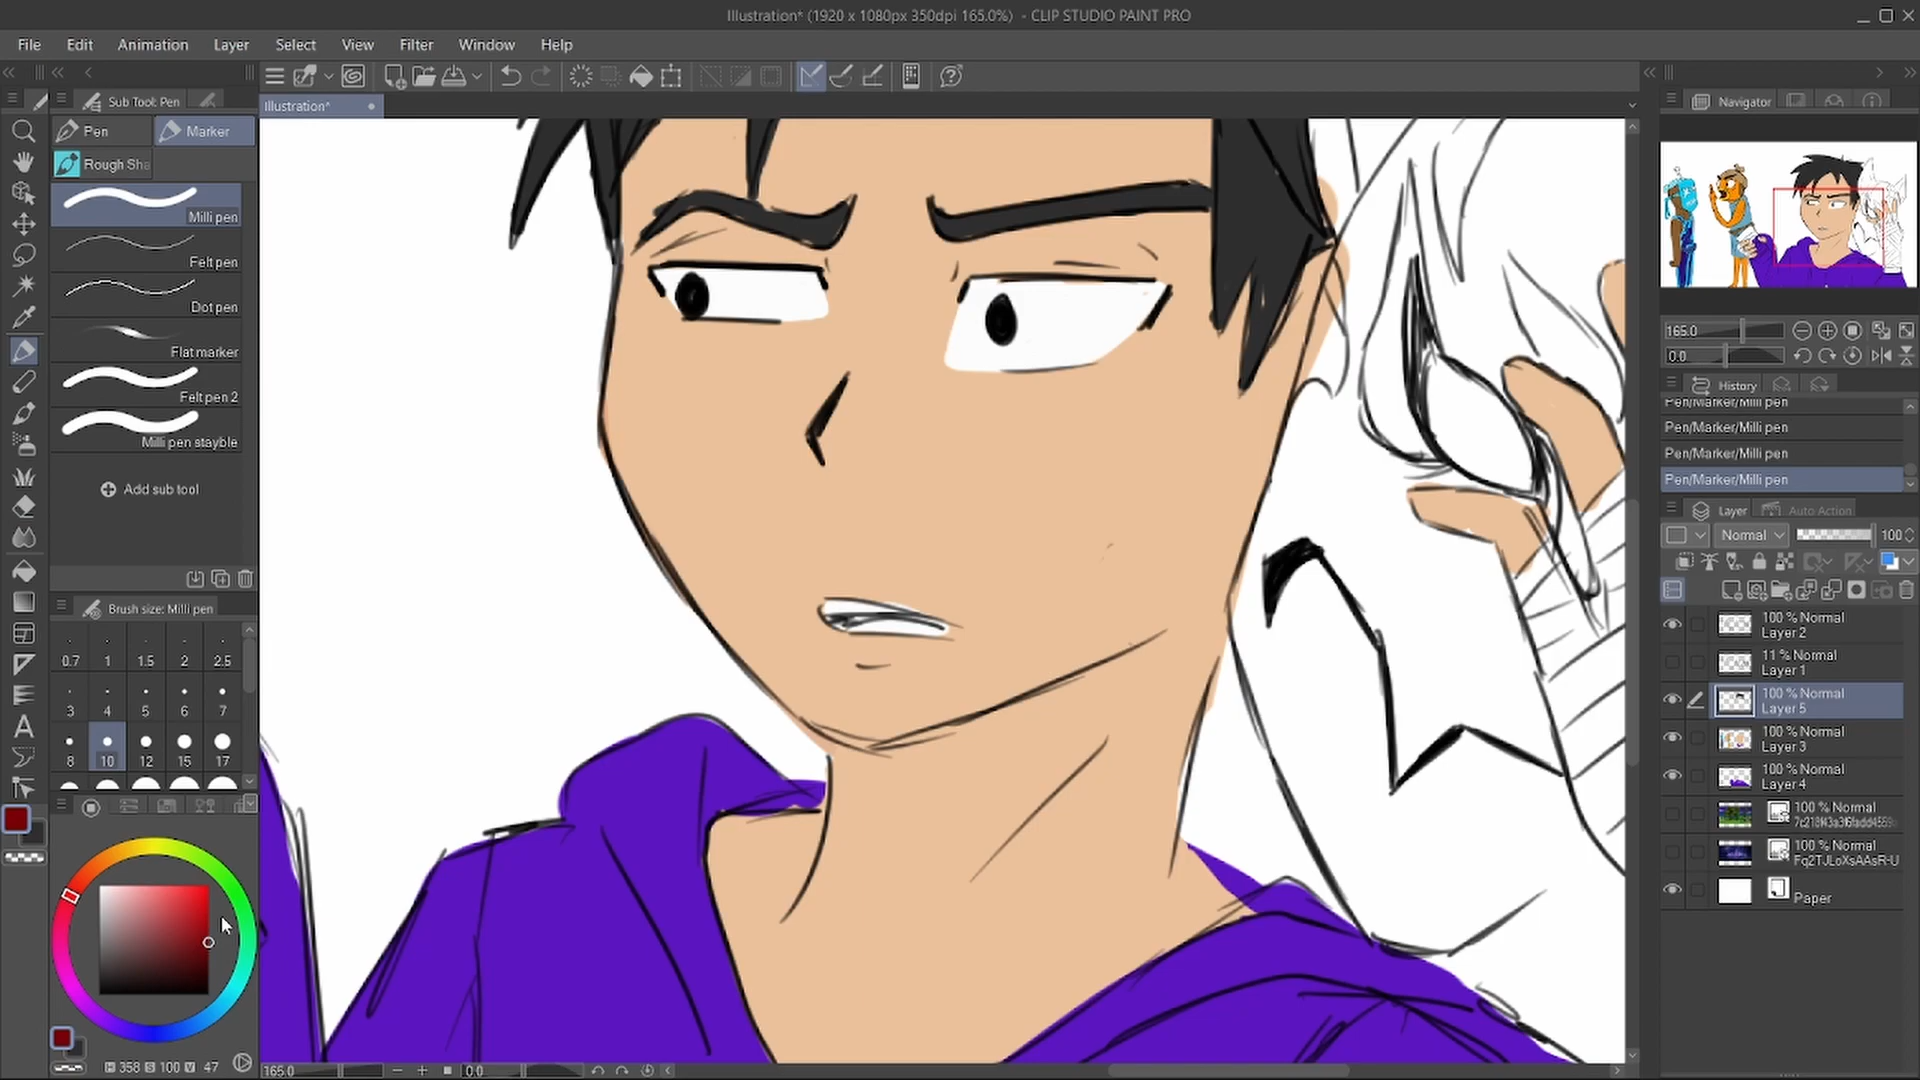 Illustration* (1920 x 1080px 350dpi 165.0%) - CLIP STUDIO PAINT PRO
File Edit Animation Layer Select View Filter Window Help
Sub Tool: Pen
Illustration*
Navigator
Pen Marker
Rough Sha
Milli pen
Felt pen
Dot pen
Flat marker
Felt pen 2
Milli pen stayble
Add sub tool
Brush size: Milli pen
0.7 1 1.5 2 2.5
3 4 5 6 7
8 10 12 15 17
H 358 S 100 V 47
165.0 0.0
165.0
0.0
History
Pen/Marker/Milli pen
Pen/Marker/Milli pen
Pen/Marker/Milli pen
Pen/Marker/Milli pen
Layer Auto Action
Normal 100
100 % Normal
Layer 2
11 % Normal
Layer 1
100 % Normal
Layer 5
100 % Normal
Layer 3
100 % Normal
Layer 4
100 % Normal
100 % Normal
Fq2TJLoXsAAsR-U
Paper